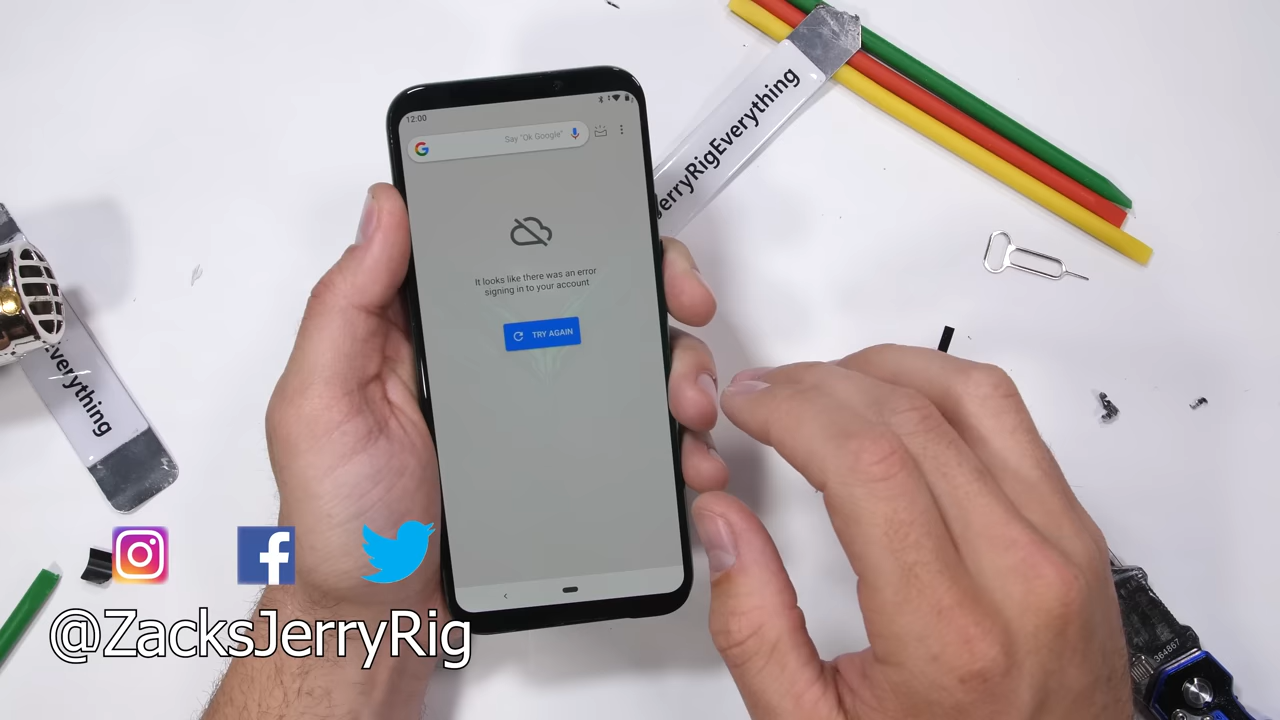 12:00
Say "Ok Google"
It looks like there was an error
signing in to your account
TRY AGAIN
JerryRigEverything
Everything
@ZacksJerryRig
364867